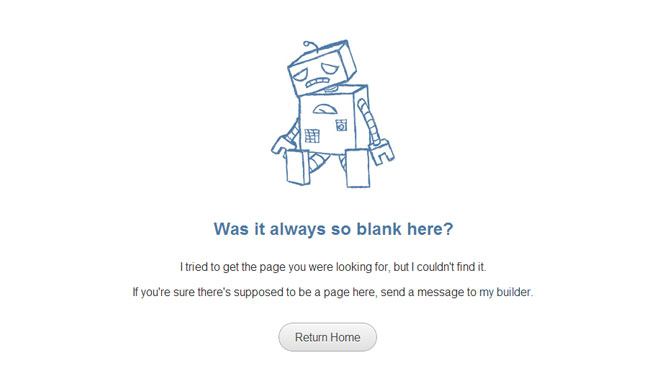 Was it always so blank here?
I tried to get the page you were looking for, but I couldn't find it.
If you're sure there's supposed to be a page here, send a message to my builder.
Return Home